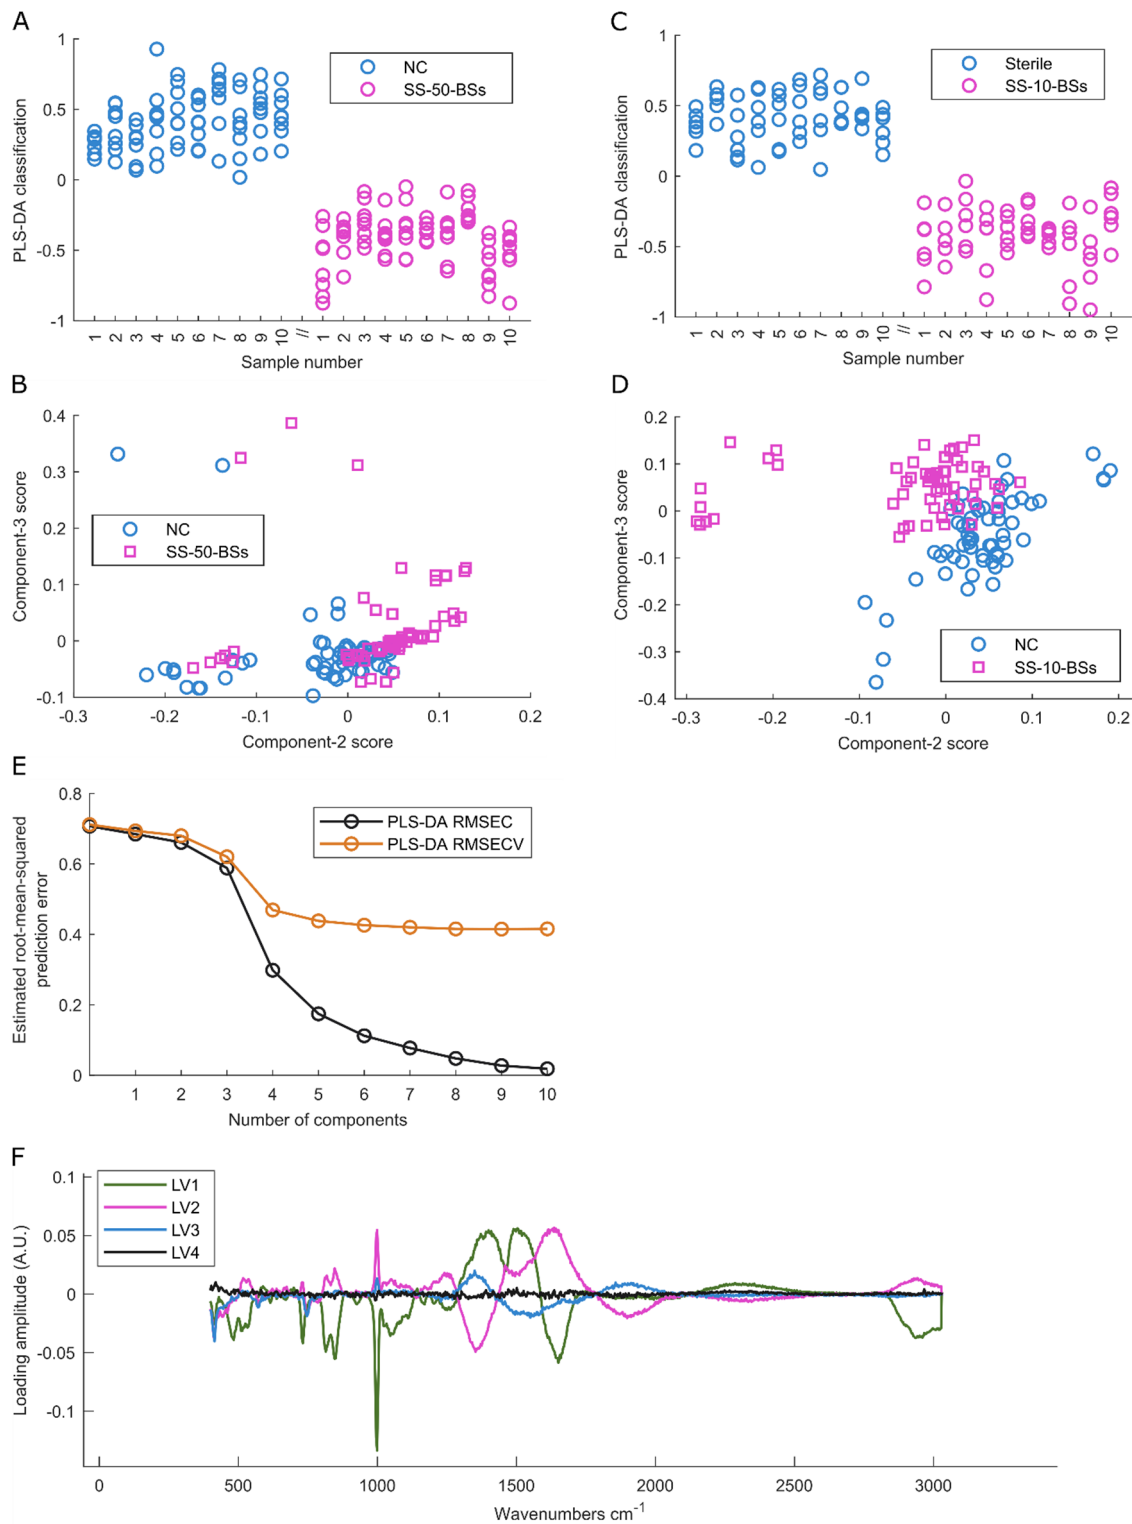 A
1
0.5
0
-0.5
-1
PLS-DA classification
NC
SS-50-BSs
1 2 3 4 5 6 7 8 9 10 // 1 2 3 4 5 6 7 8 9 10
Sample number
C
1
0.5
0
-0.5
-1
PLS-DA classification
Sterile
SS-10-BSs
1 2 3 4 5 6 7 8 9 10 // 1 2 3 4 5 6 7 8 9 10
Sample number
B
0.4
0.3
0.2
0.1
0
-0.1
Component-3 score
NC
SS-50-BSs
-0.3 -0.2 -0.1 0 0.1 0.2
Component-2 score
D
0.2
0.1
0
-0.1
-0.2
-0.3
-0.4
Component-3 score
NC
SS-10-BSs
-0.3 -0.2 -0.1 0 0.1 0.2
Component-2 score
E
0.8
0.6
0.4
0.2
0
Estimated root-mean-squared
prediction error
PLS-DA RMSEC
PLS-DA RMSECV
1 2 3 4 5 6 7 8 9 10
Number of components
F
0.1
0.05
0
-0.05
-0.1
Loading amplitude (A.U.)
LV1
LV2
LV3
LV4
0 500 1000 1500 2000 2500 3000
Wavenumbers cm⁻¹